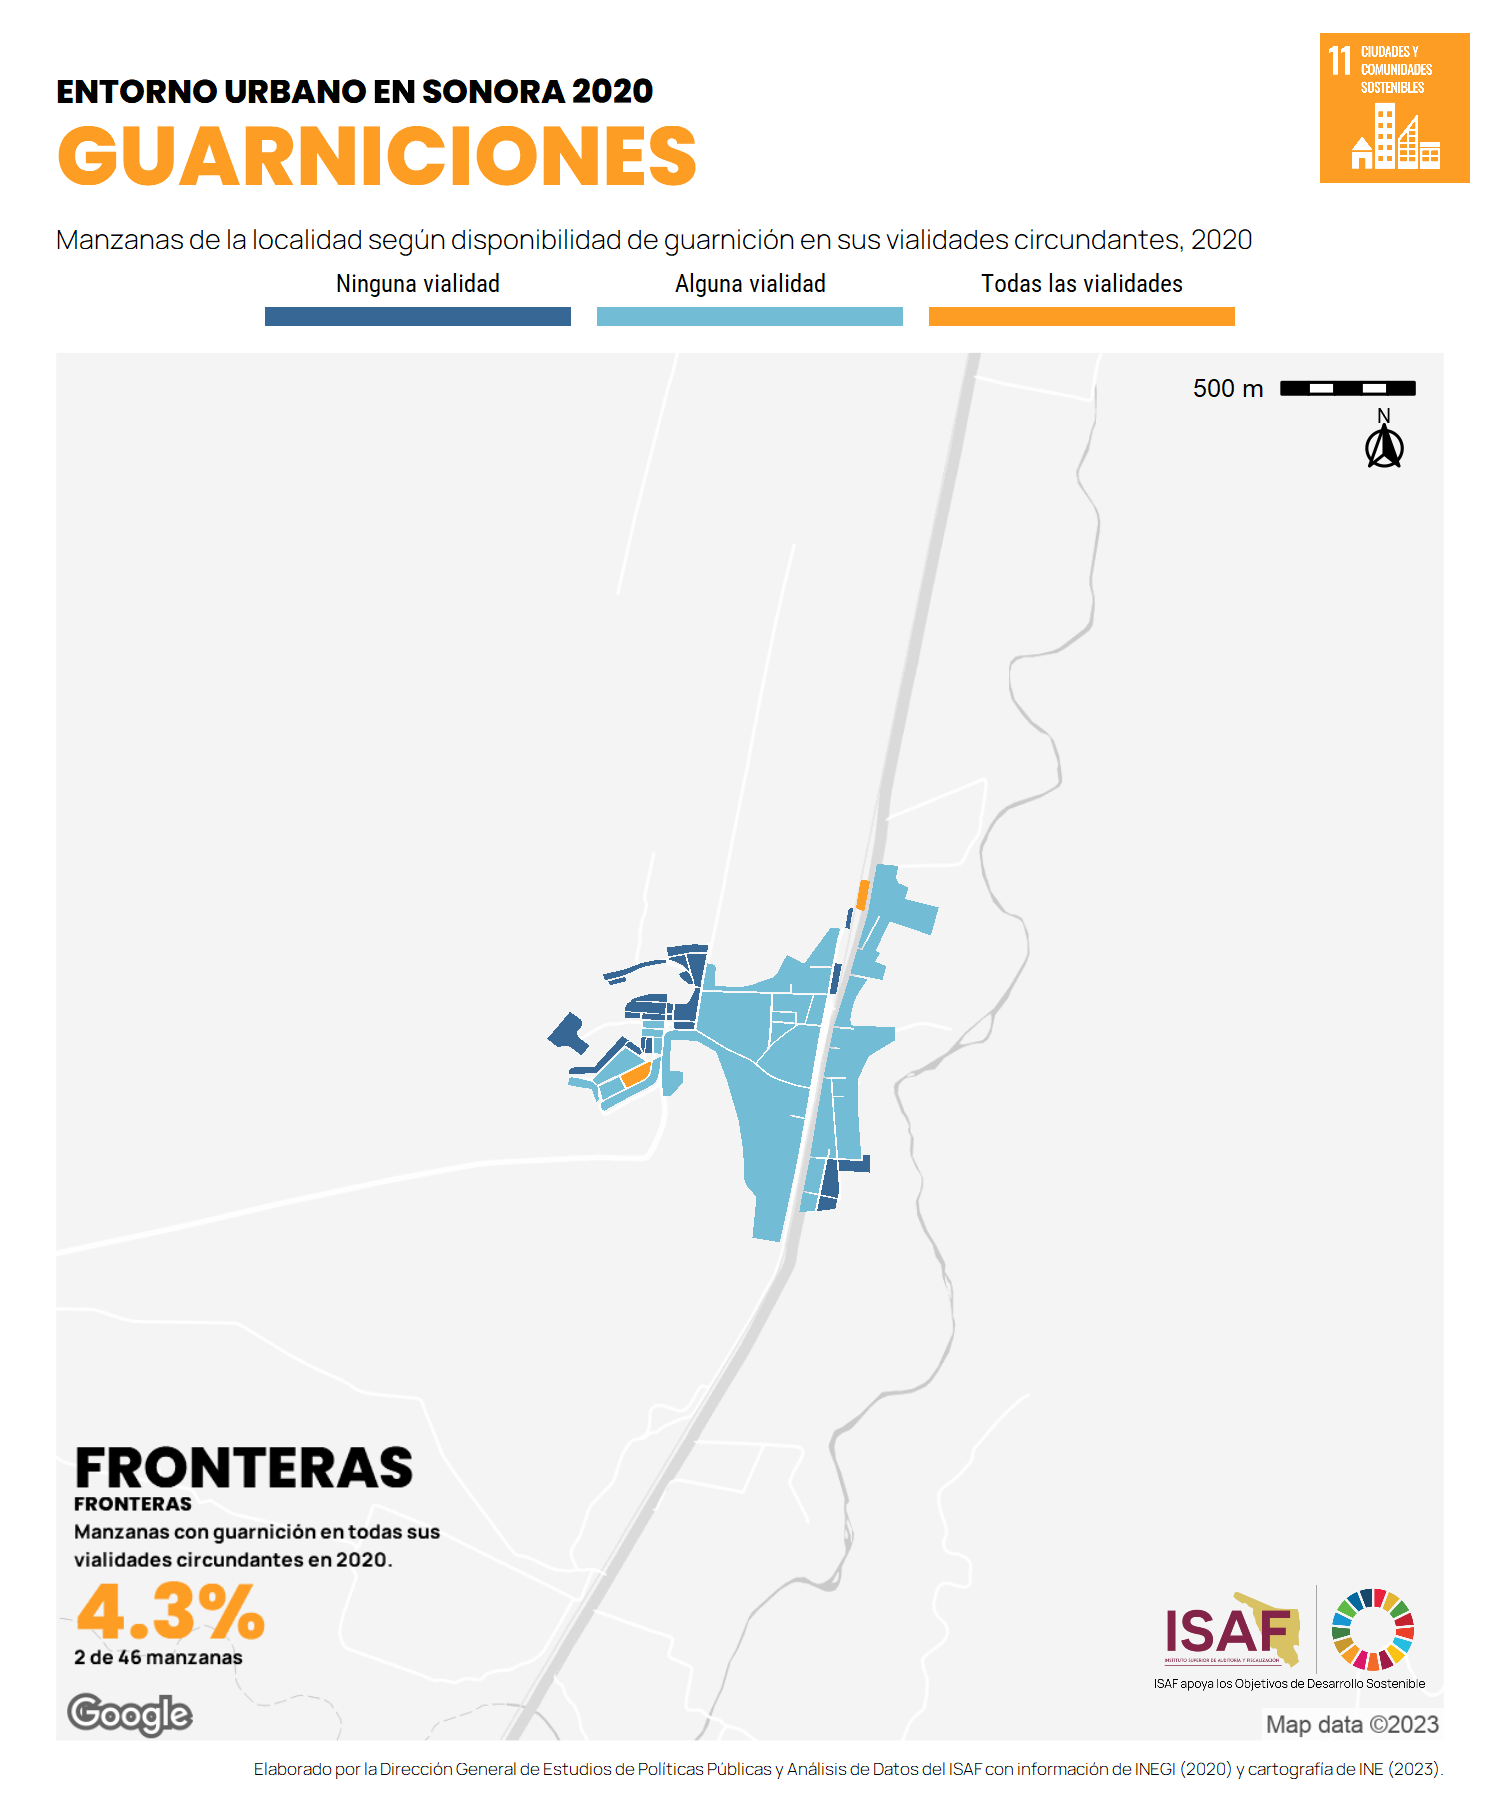 ENTORNO URBANO EN SONORA 2020
GUARNICIONES
11 CIUDADES Y
COMUNIDADES
SOSTENIBLES
Manzanas de la localidad según disponibilidad de guarnición en sus vialidades circundantes, 2020
Ninguna vialidad Alguna vialidad Todas las vialidades
500 m
N
FRONTERAS
FRONTERAS
Manzanas con guarnición en todas sus
vialidades circundantes en 2020.
4.3%
2 de 46 manzanas
Google
ISAF
INSTITUTO SUPERIOR DE AUDITORÍA Y FISCALIZACIÓN
ISAF apoya los Objetivos de Desarrollo Sostenible
Map data ©2023
Elaborado por la Dirección General de Estudios de Políticas Públicas y Análisis de Datos del ISAF con información de INEGI (2020) y cartografía de INE (2023).